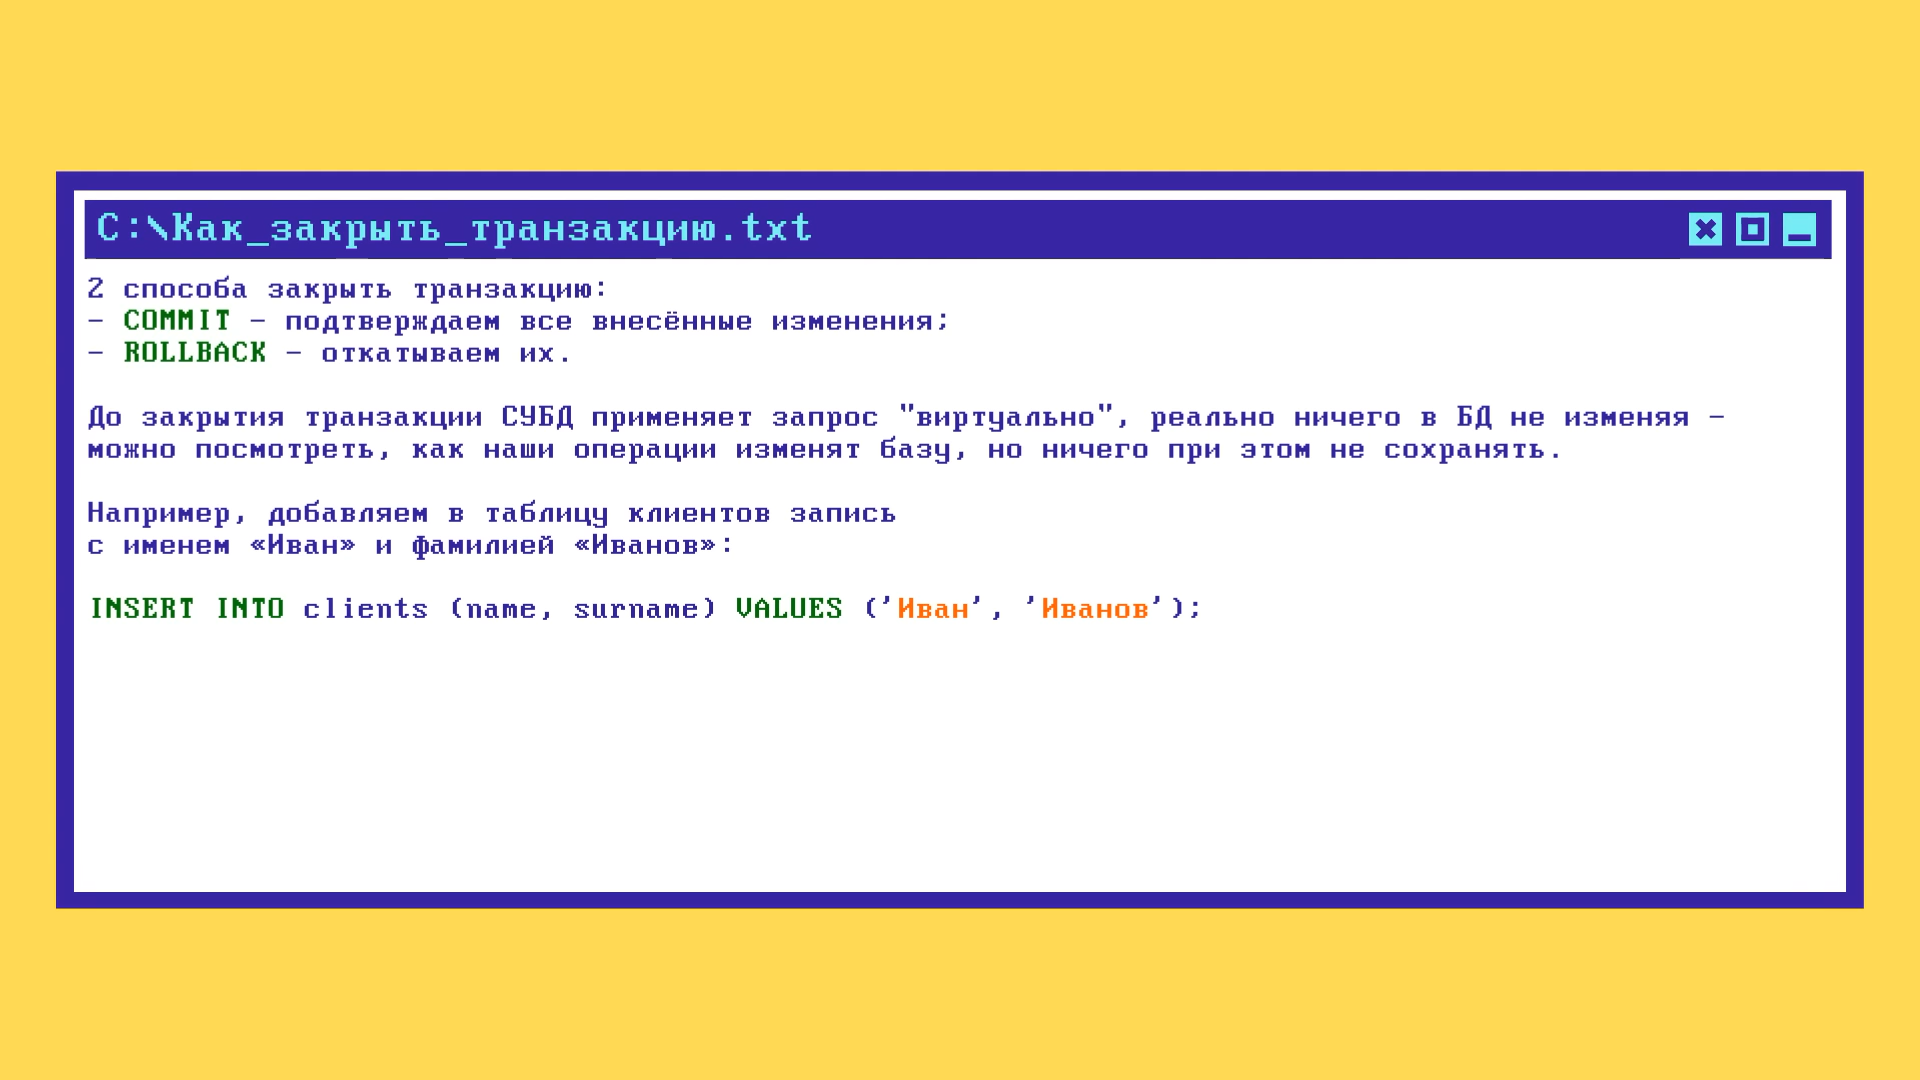 C:\Как_закрыть_транзакцию.txt
2 способа закрыть транзакцию:
- COMMIT - подтверждаем все внесённые изменения;
- ROLLBACK - откатываем их.
До закрытия транзакции СУБД применяет запрос "виртуально", реально ничего в БД не изменяя -
можно посмотреть, как наши операции изменят базу, но ничего при этом не сохранять.
Например, добавляем в таблицу клиентов запись
с именем «Иван» и фамилией «Иванов»:
INSERT INTO clients (name, surname) VALUES ('Иван', 'Иванов');